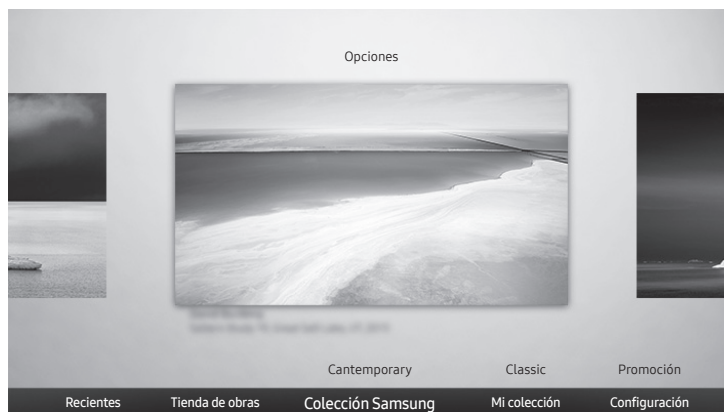 Opciones
Cantemporary Classic Promoción
Recientes Tienda de obras Colección Samsung Mi colección Configuración